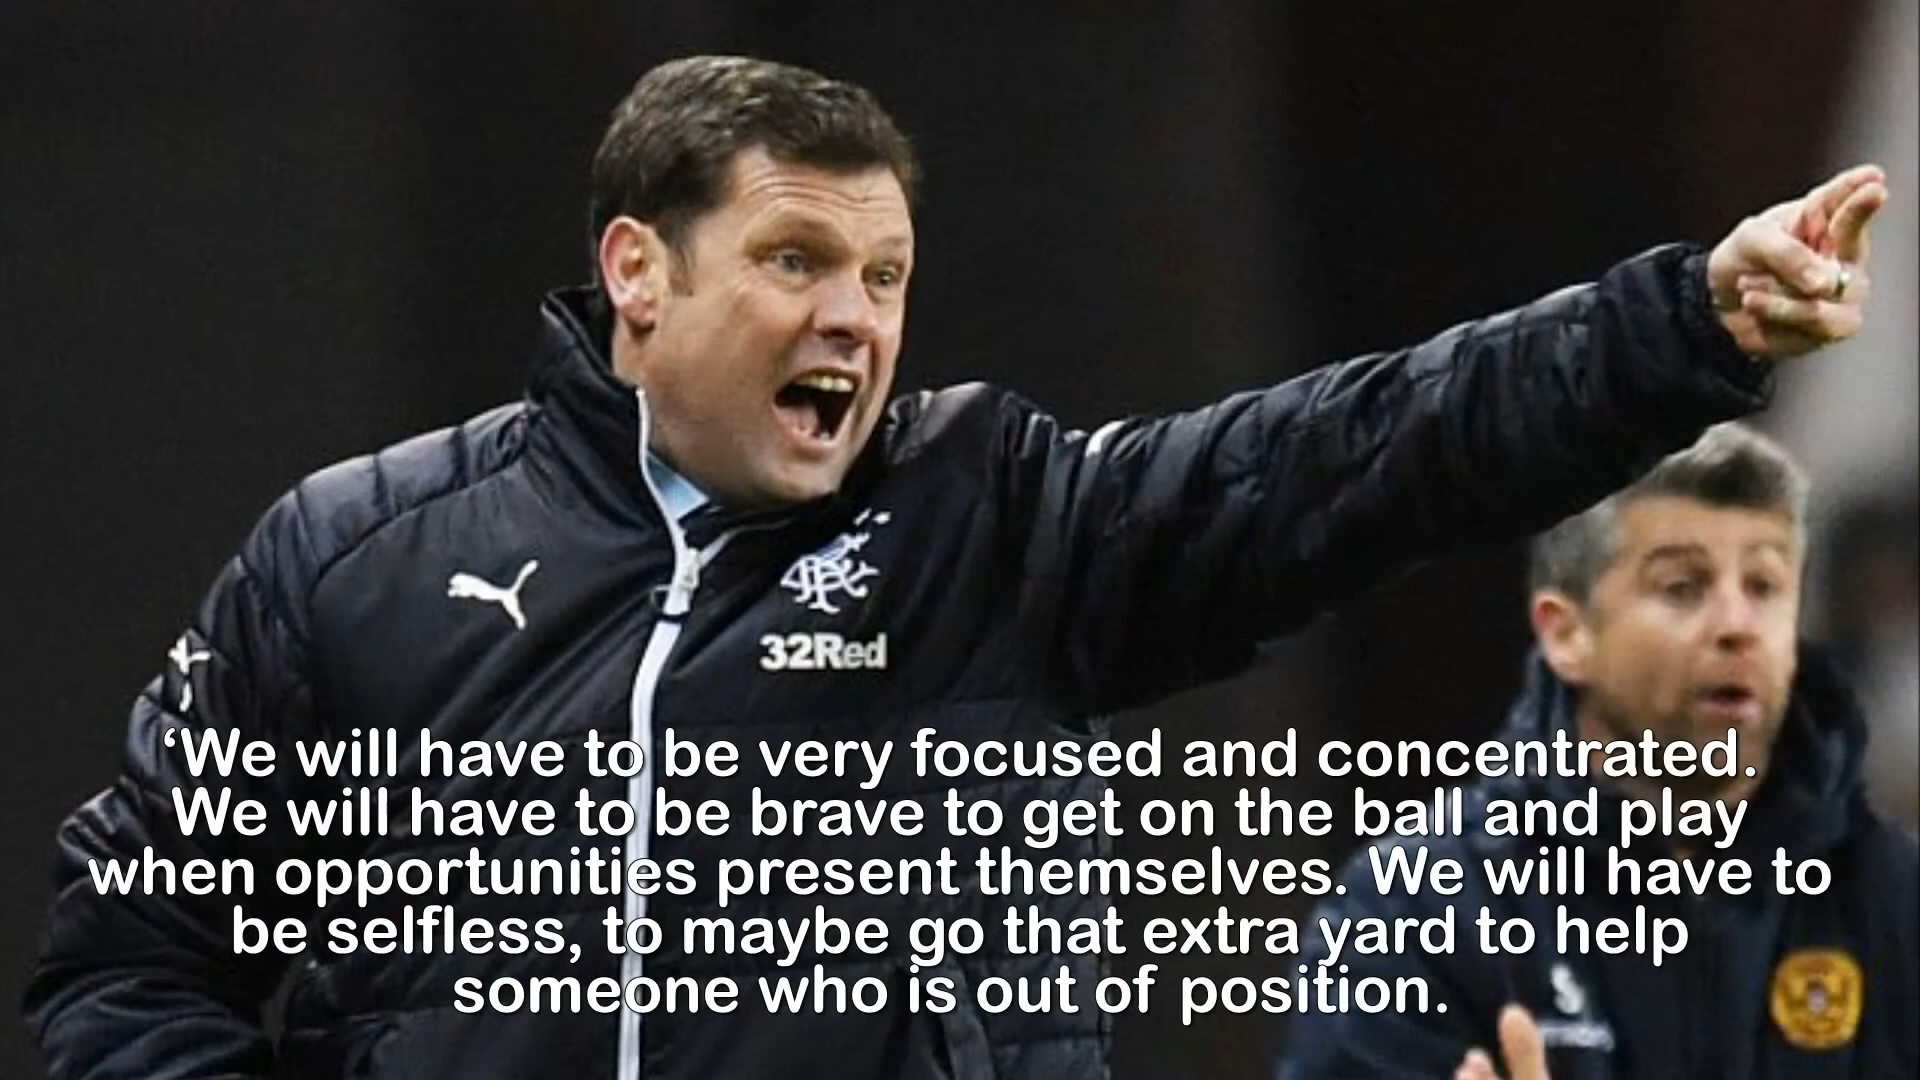 32Red
‘We will have to be very focused and concentrated.
We will have to be brave to get on the ball and play
when opportunities present themselves. We will have to
be selfless, to maybe go that extra yard to help
someone who is out of position.